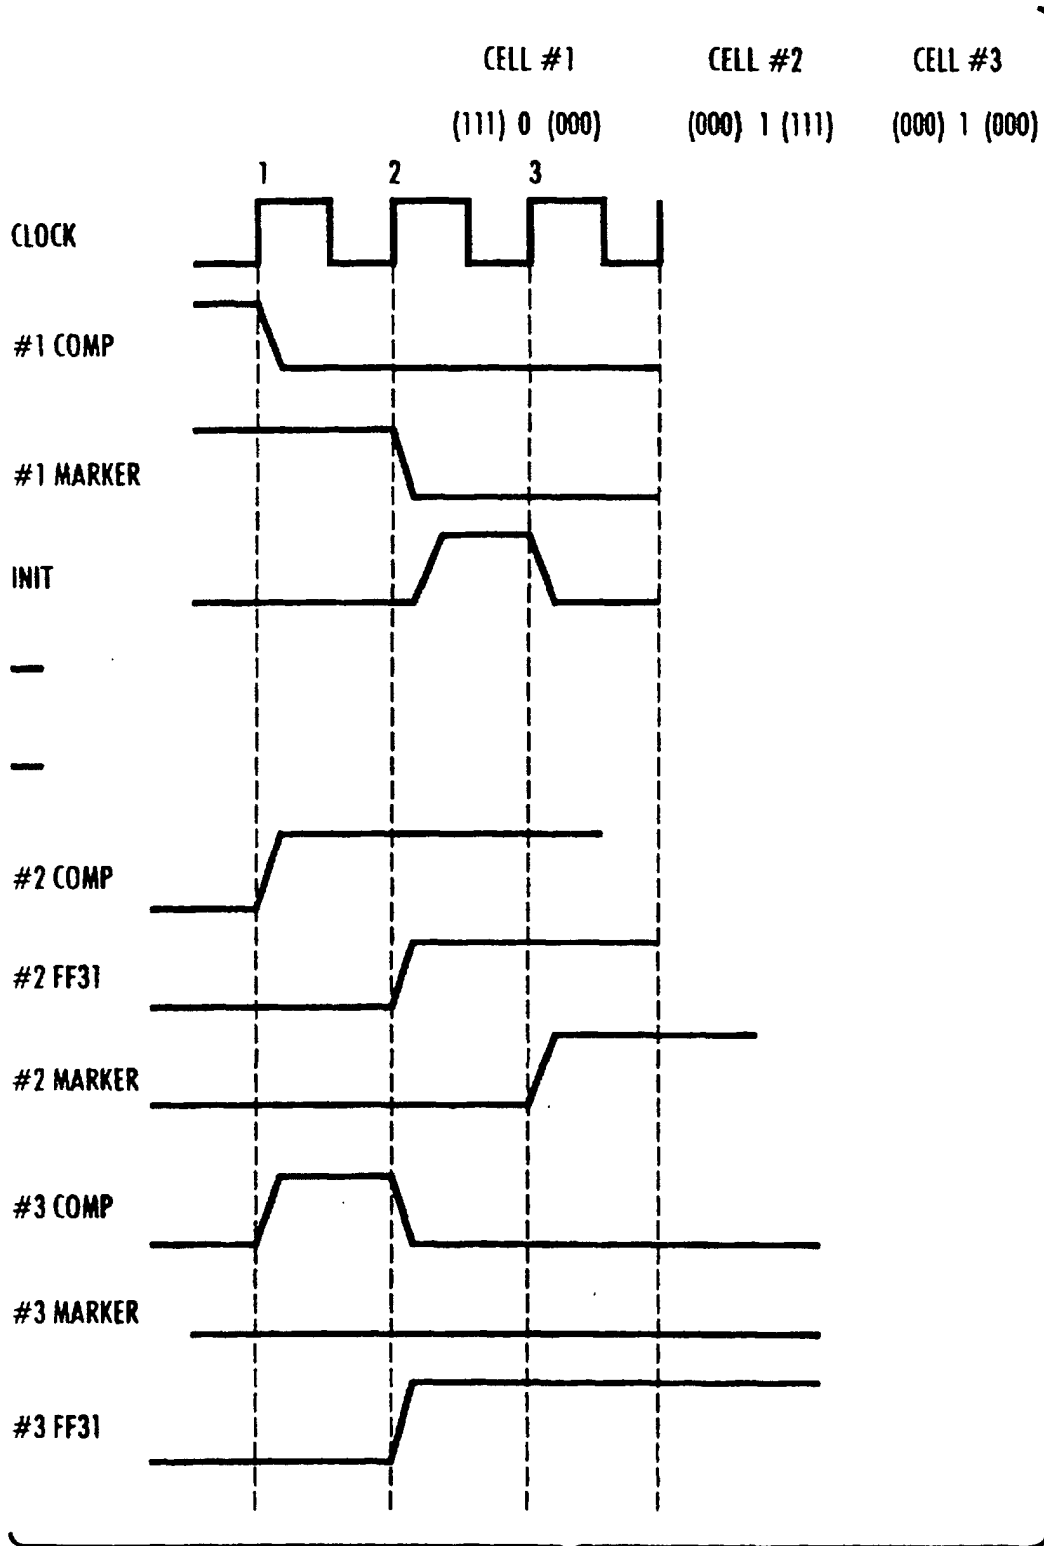 CELL #1 CELL #2 CELL #3
(111) 0 (000) (000) 1 (111) (000) 1 (000)
1 2 3
CLOCK
#1 COMP
#1 MARKER
INIT
#2 COMP
#2 FF31
#2 MARKER
#3 COMP
#3 MARKER
#3 FF31